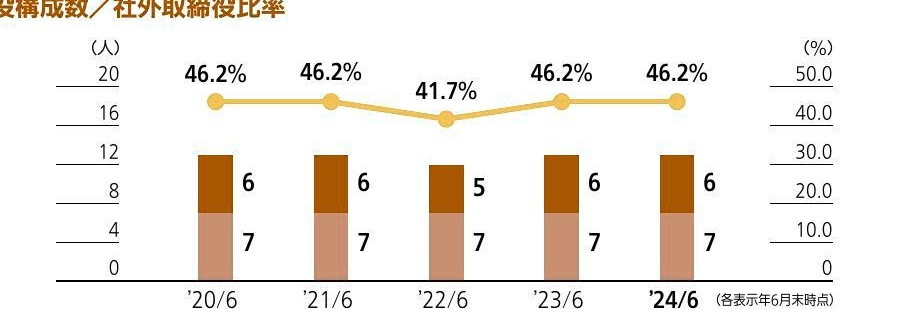 役構成数／社外取締役比率
(人) (%)
20 46.2% 46.2% 41.7% 46.2% 46.2% 50.0
16 40.0
12 30.0
6 6 5 6 6
8 20.0
4 7 7 7 7 7 10.0
0 0
’20/6 ’21/6 ’22/6 ’23/6 ’24/6 (各表示年6月末時点)